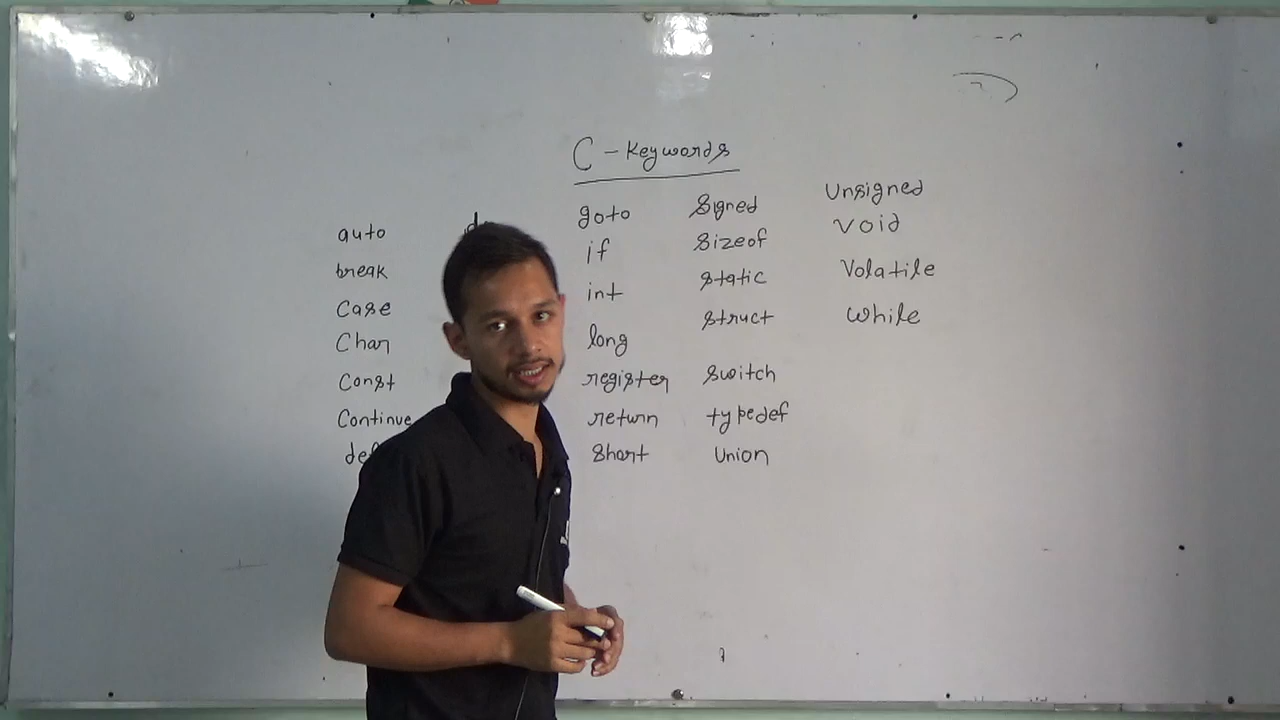 C - Keywords
auto
break
Case
Char
Const
Continue
goto
if
int
long
register
return
Short
Signed
Sizeof
Static
Struct
Switch
typedef
Union
Unsigned
Void
Volatile
While